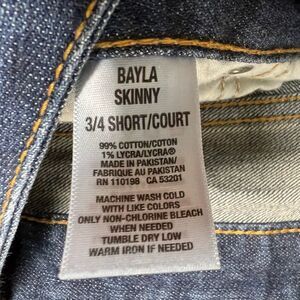 BAYLA
SKINNY
3/4 SHORT/COURT
99% COTTON/COTON
1% LYCRA/LYCRA®
MADE IN PAKISTAN/
FABRIQUE AU PAKISTAN
RN 110198 CA 53201
MACHINE WASH COLD
WITH LIKE COLORS
ONLY NON-CHLORINE BLEACH
WHEN NEEDED
TUMBLE DRY LOW
WARM IRON IF NEEDED